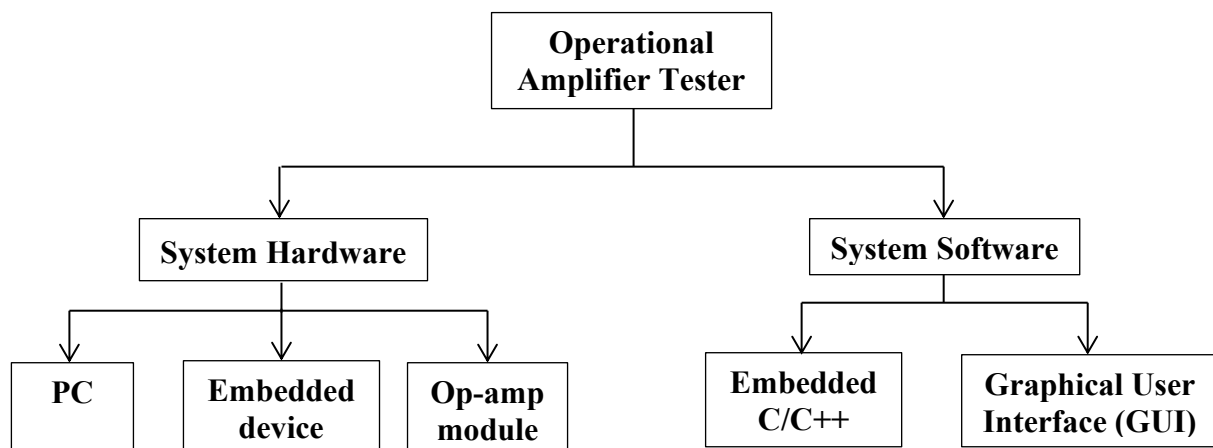 Operational
Amplifier Tester
System Hardware
System Software
PC
Embedded
device
Op-amp
module
Embedded
C/C++
Graphical User
Interface (GUI)